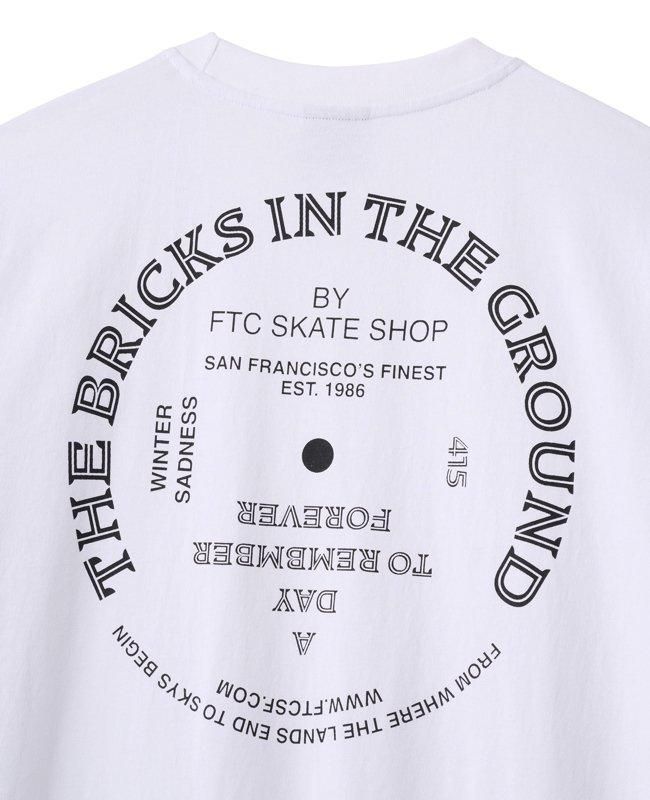 THE BRICKS IN THE GROUND
BY
FTC SKATE SHOP
SAN FRANCISCO'S FINEST
EST. 1986
WINTER
SADNESS
415
A
DAY
TO REMBMBER
FOREVER
WWW.FTCSF.COM
FROM WHERE THE LANDS END TO SKYS BEGIN